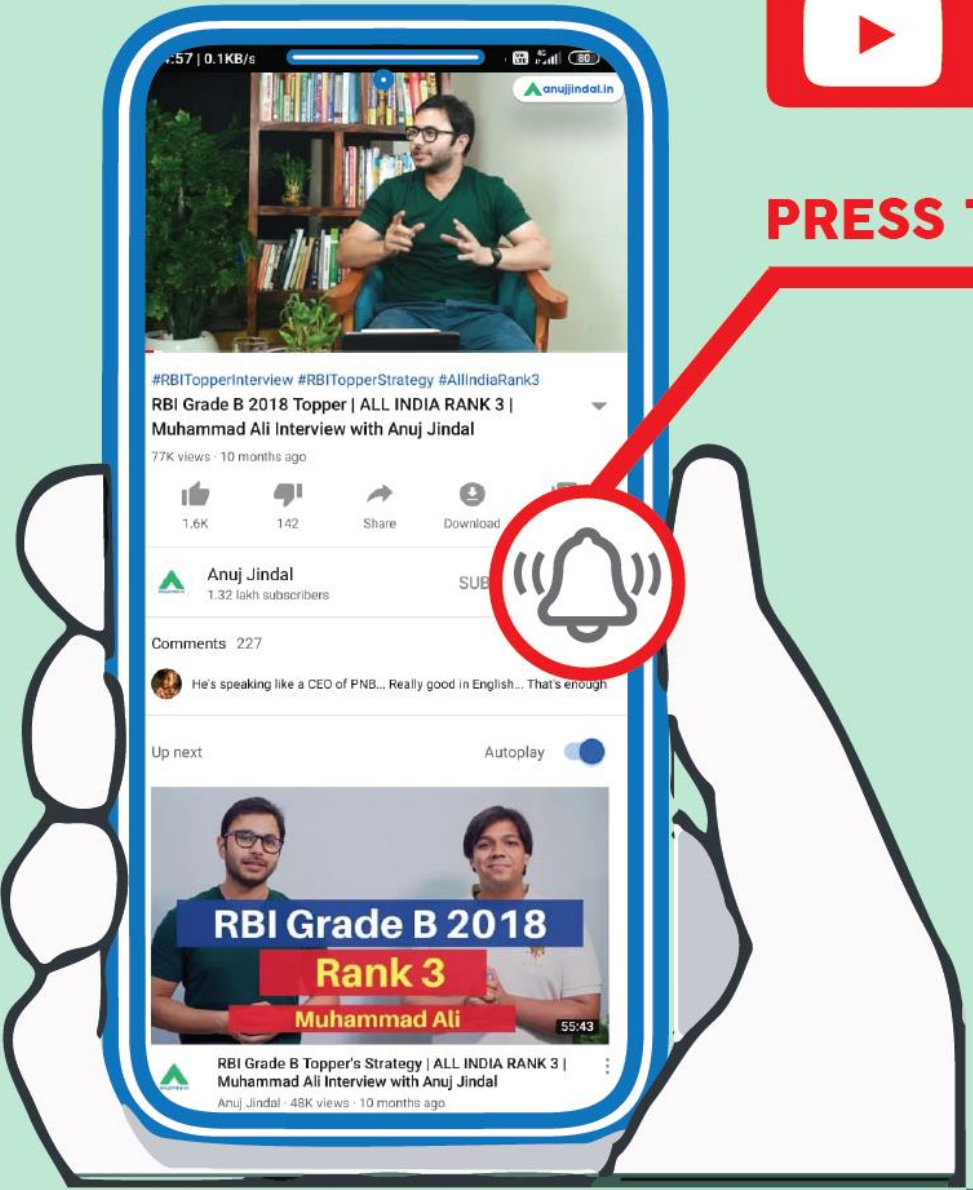 :57 | 0.1KB/s
4G
80
anujjindal.in
PRESS
#RBITopperInterview #RBITopperStrategy #AllIndiaRank3
RBI Grade B 2018 Topper | ALL INDIA RANK 3 |
Muhammad Ali Interview with Anuj Jindal
77K views · 10 months ago
1.6K 142 Share Download
Anuj Jindal SUB
1.32 lakh subscribers
Comments 227
He's speaking like a CEO of PNB... Really good in English... That's enough
Up next Autoplay
RBI Grade B 2018
Rank 3
Muhammad Ali
55:43
RBI Grade B Topper's Strategy | ALL INDIA RANK 3 |
Muhammad Ali Interview with Anuj Jindal
Anuj Jindal · 48K views · 10 months ago